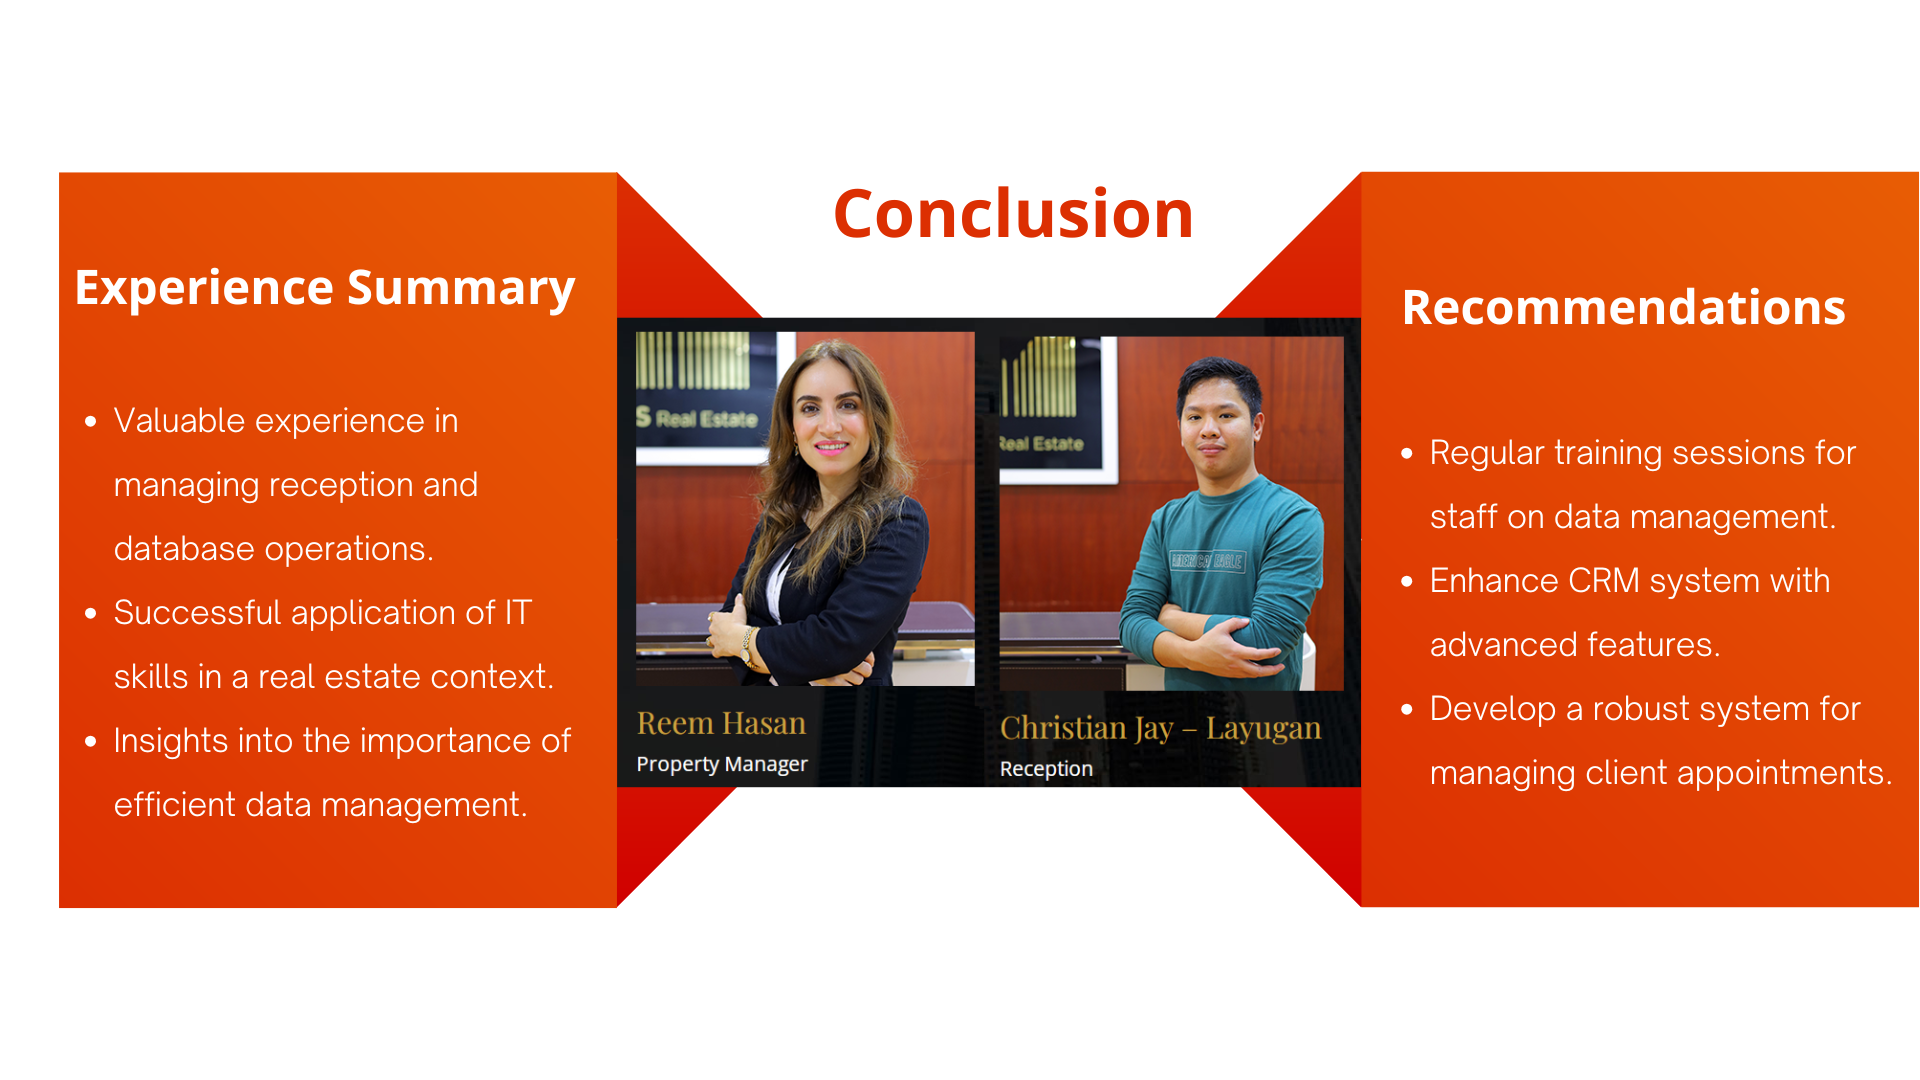 Conclusion
Experience Summary
• Valuable experience in
managing reception and
database operations.
• Successful application of IT
skills in a real estate context.
• Insights into the importance of
efficient data management.
S Real Estate
Reem Hasan
Property Manager
Real Estate
AMERICAN EAGLE
Christian Jay – Layugan
Reception
Recommendations
• Regular training sessions for
staff on data management.
• Enhance CRM system with
advanced features.
• Develop a robust system for
managing client appointments.